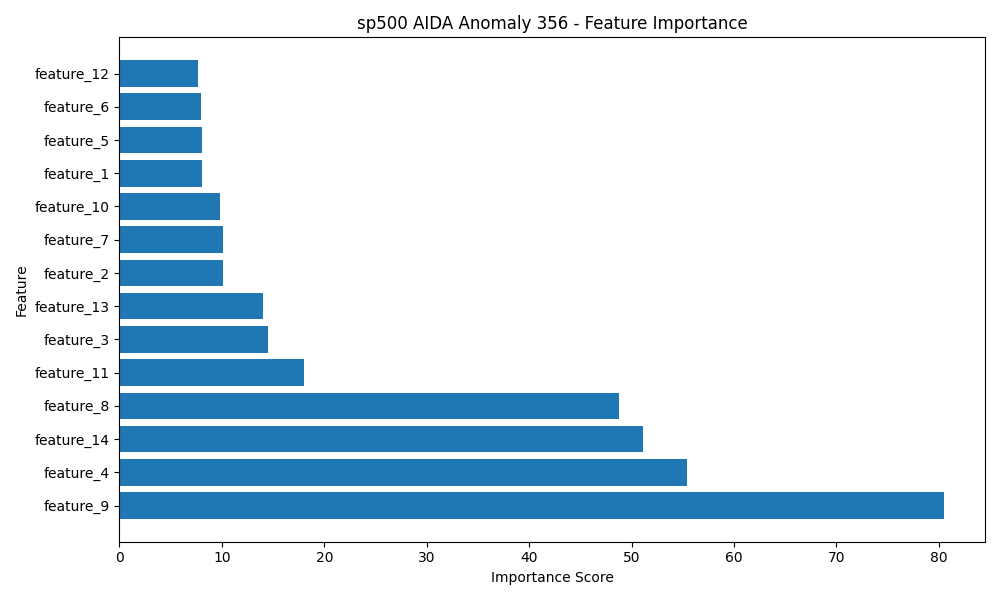 sp500 AIDA Anomaly 356 - Feature Importance
feature_12
feature_6
feature_5
feature_1
feature_10
feature_7
feature_2
feature_13
feature_3
feature_11
feature_8
feature_14
feature_4
feature_9
Feature
0 10 20 30 40 50 60 70 80
Importance Score